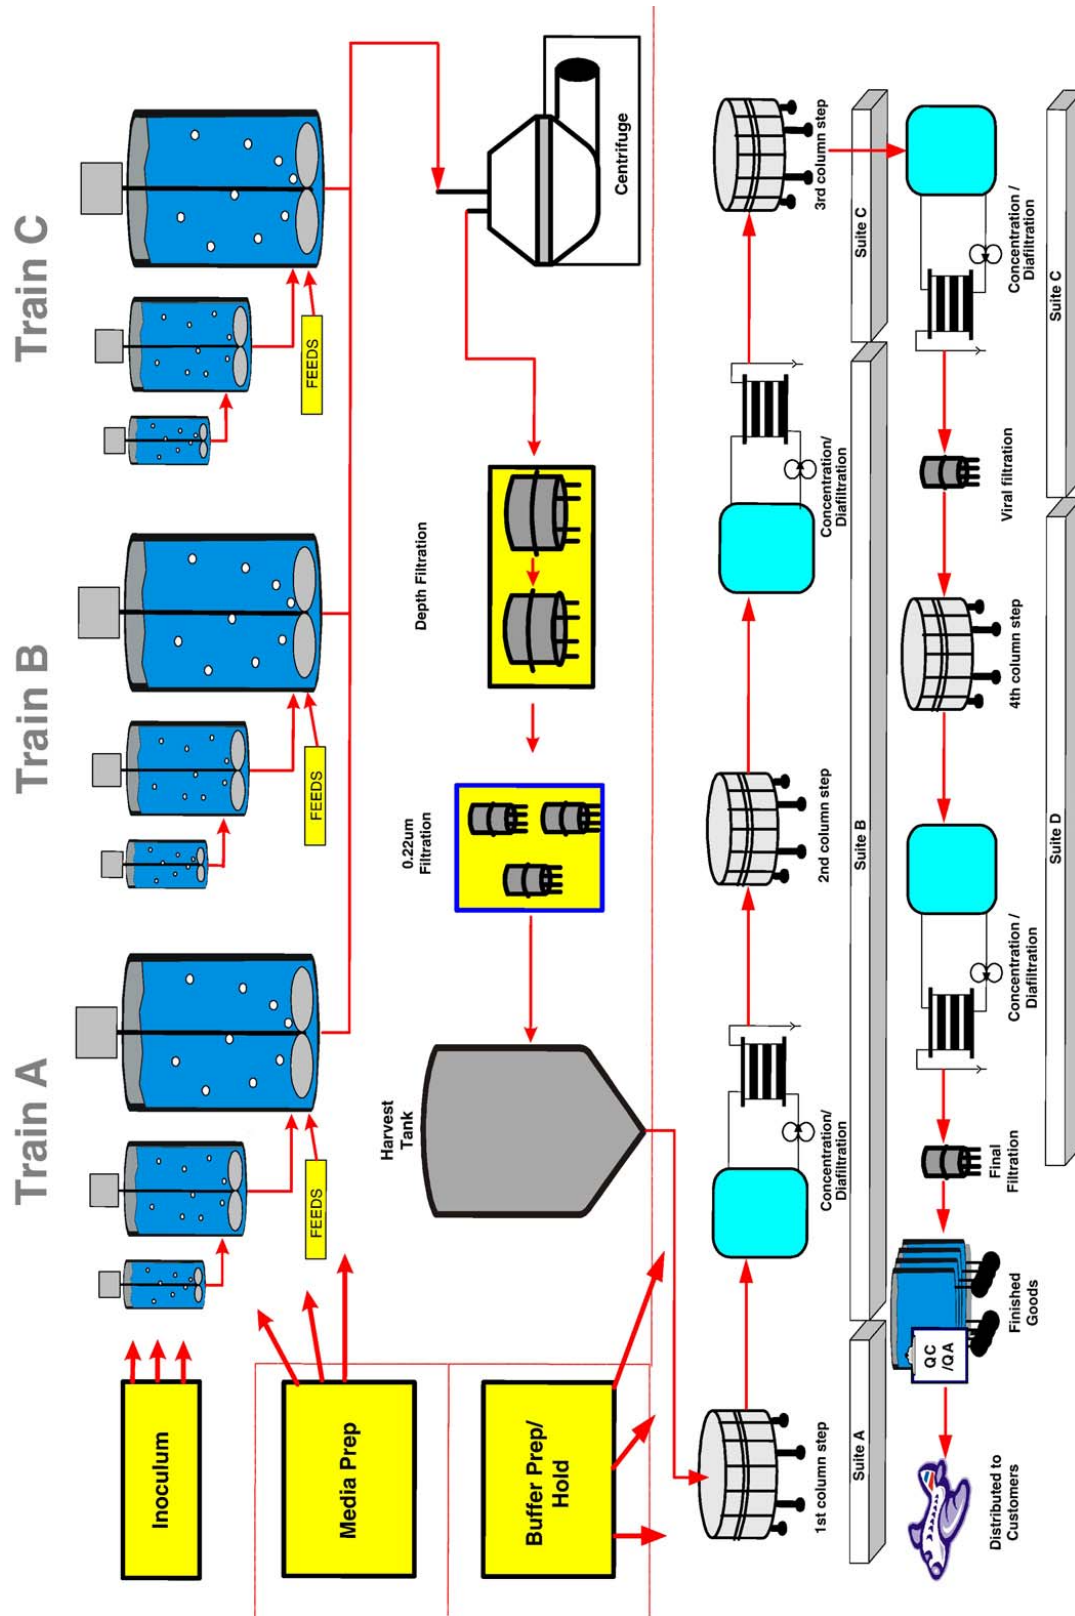 Train A
Train B
Train C
Inoculum
FEEDS
FEEDS
FEEDS
Media Prep
Buffer Prep/
Hold
Harvest
Tank
0.22um
Filtration
Depth Filtration
Centrifuge
1st column step
Concentration/
Diafiltration
2nd column step
Concentration/
Diafiltration
3rd column step
Suite A
Suite B
Suite C
Distributed to
Customers
QC
/QA
Finished
Goods
Final
Filtration
Concentration /
Diafiltration
4th column step
Viral filtration
Concentration /
Diafiltration
Suite D
Suite C